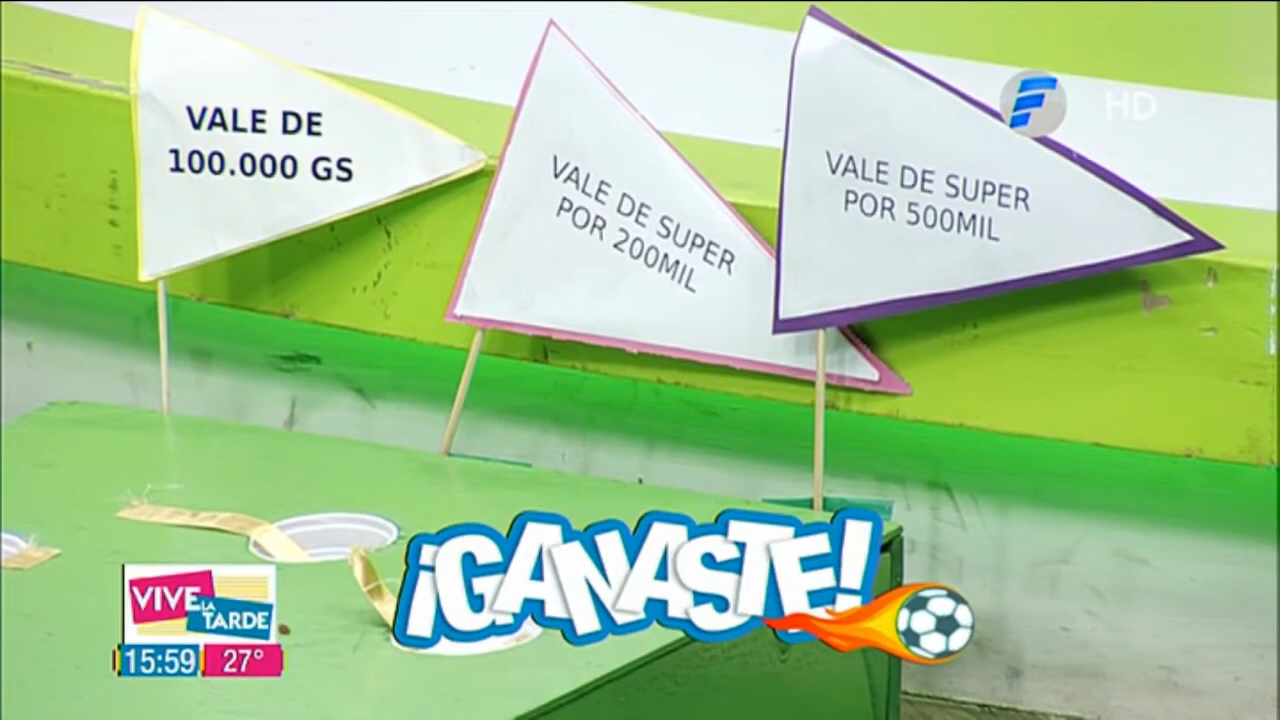 VALE DE
100.000 GS
VALE DE SUPER
POR 200MIL
VALE DE SUPER
POR 500MIL
HD
¡GANASTE!
VIVE
LA
TARDE
15:59 27°